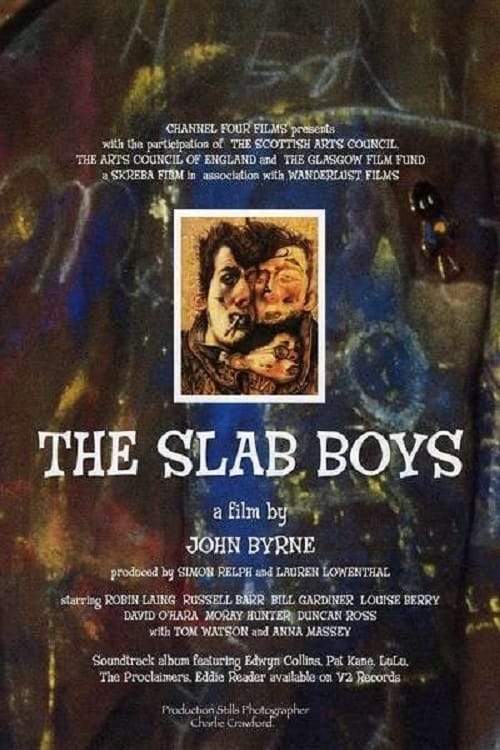 CHANNEL FOUR FILMS presents
with the participation of THE SCOTTISH ARTS COUNCIL,
THE ARTS COUNCIL OF ENGLAND and THE GLASGOW FILM FUND
a SKREBA FILM in association with WANDERLUST FILMS
THE SLAB BOYS
a film by
JOHN BYRNE
produced by SIMON RELPH and LAUREN LOWENTHAL
starring ROBIN LAING RUSSELL BARR BILL GARDINER LOUISE BERRY
DAVID O'HARA MORAY HUNTER DUNCAN ROSS
with TOM WATSON and ANNA MASSEY
Soundtrack album featuring Edwyn Collins, Pat Kane, LuLu,
The Proclaimers, Eddie Reader available on V2 Records
Production Stills Photographer
Charlie Crawford.